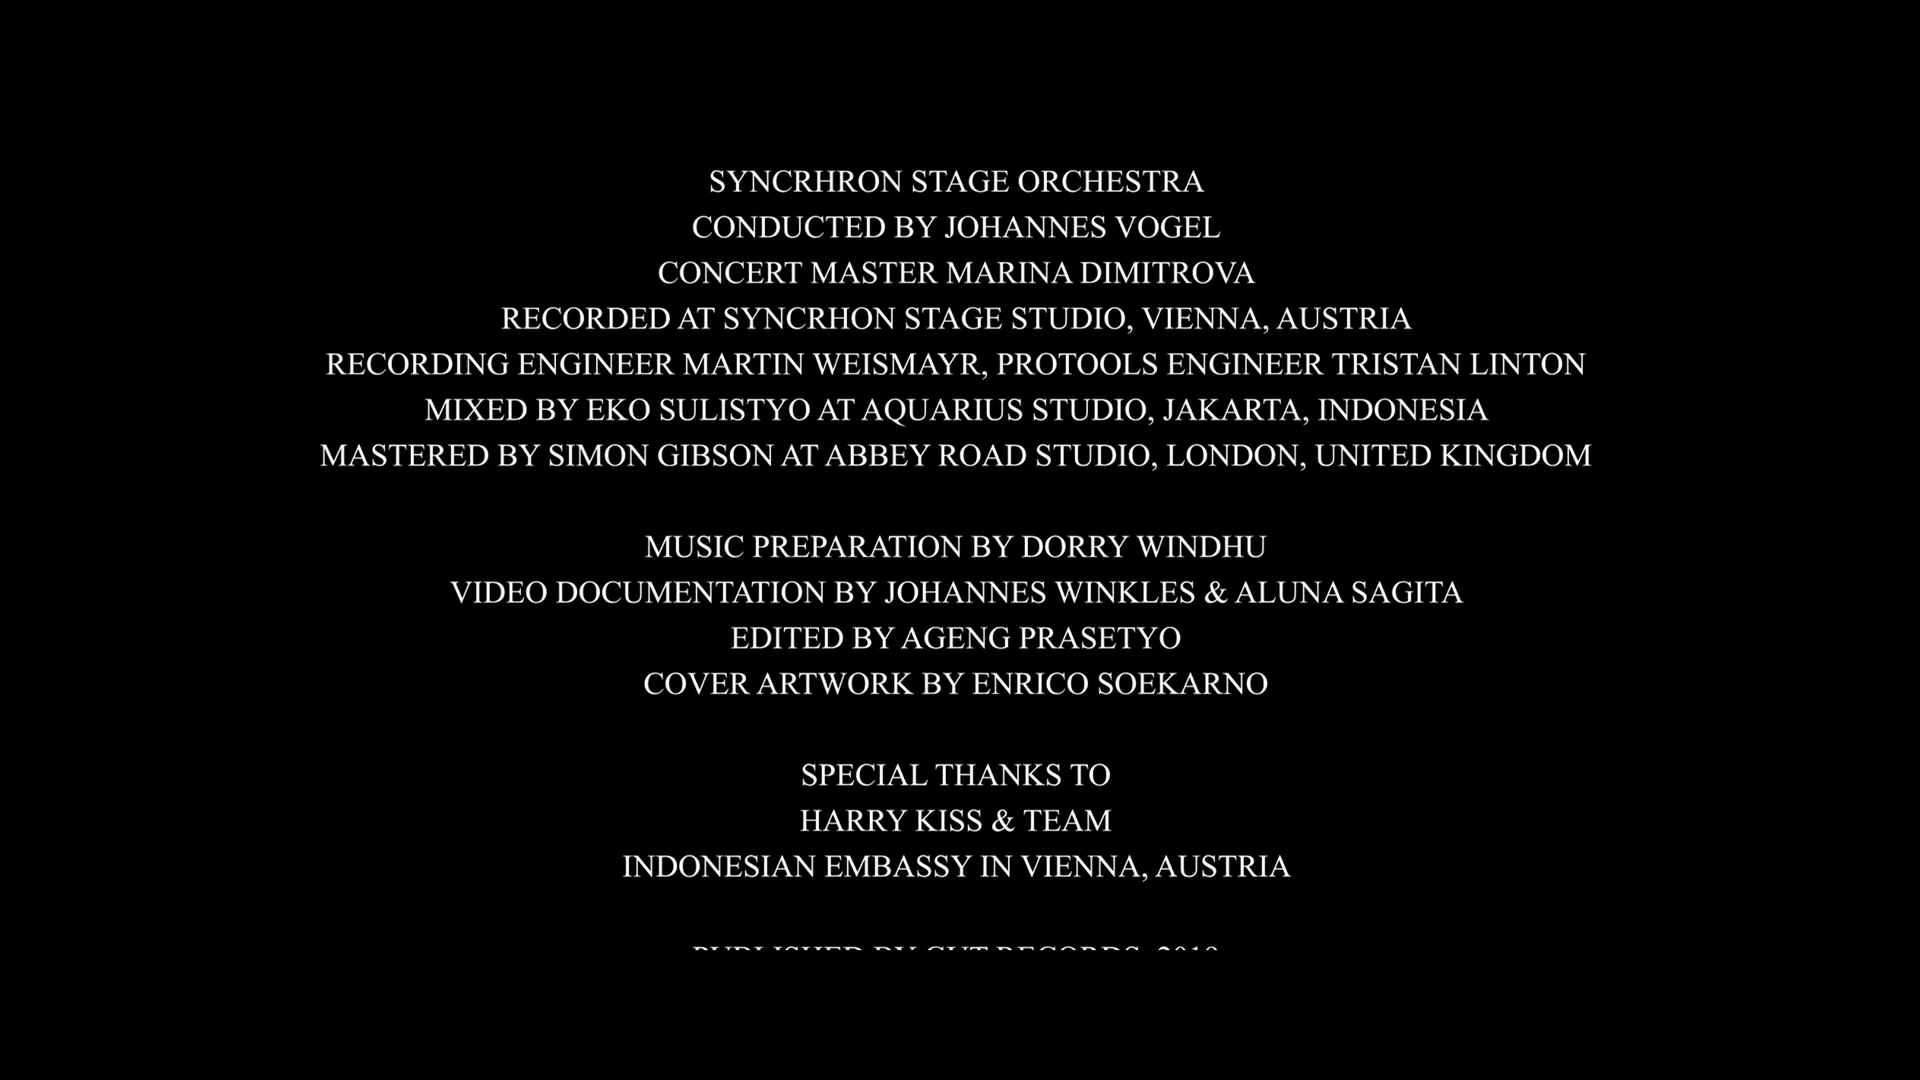 SYNCRHRON STAGE ORCHESTRA
CONDUCTED BY JOHANNES VOGEL
CONCERT MASTER MARINA DIMITROVA
RECORDED AT SYNCRHON STAGE STUDIO, VIENNA, AUSTRIA
RECORDING ENGINEER MARTIN WEISMAYR, PROTOOLS ENGINEER TRISTAN LINTON
MIXED BY EKO SULISTYO AT AQUARIUS STUDIO, JAKARTA, INDONESIA
MASTERED BY SIMON GIBSON AT ABBEY ROAD STUDIO, LONDON, UNITED KINGDOM
MUSIC PREPARATION BY DORRY WINDHU
VIDEO DOCUMENTATION BY JOHANNES WINKLES & ALUNA SAGITA
EDITED BY AGENG PRASETYO
COVER ARTWORK BY ENRICO SOEKARNO
SPECIAL THANKS TO
HARRY KISS & TEAM
INDONESIAN EMBASSY IN VIENNA, AUSTRIA
PUBLISHED BY